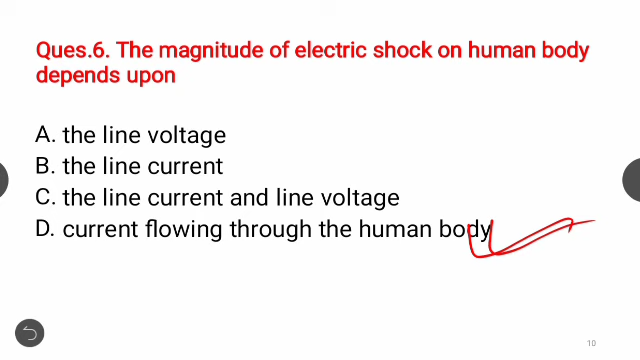 Ques.6. The magnitude of electric shock on human body
depends upon
A. the line voltage
B. the line current
C. the line current and line voltage
D. current flowing through the human body
10